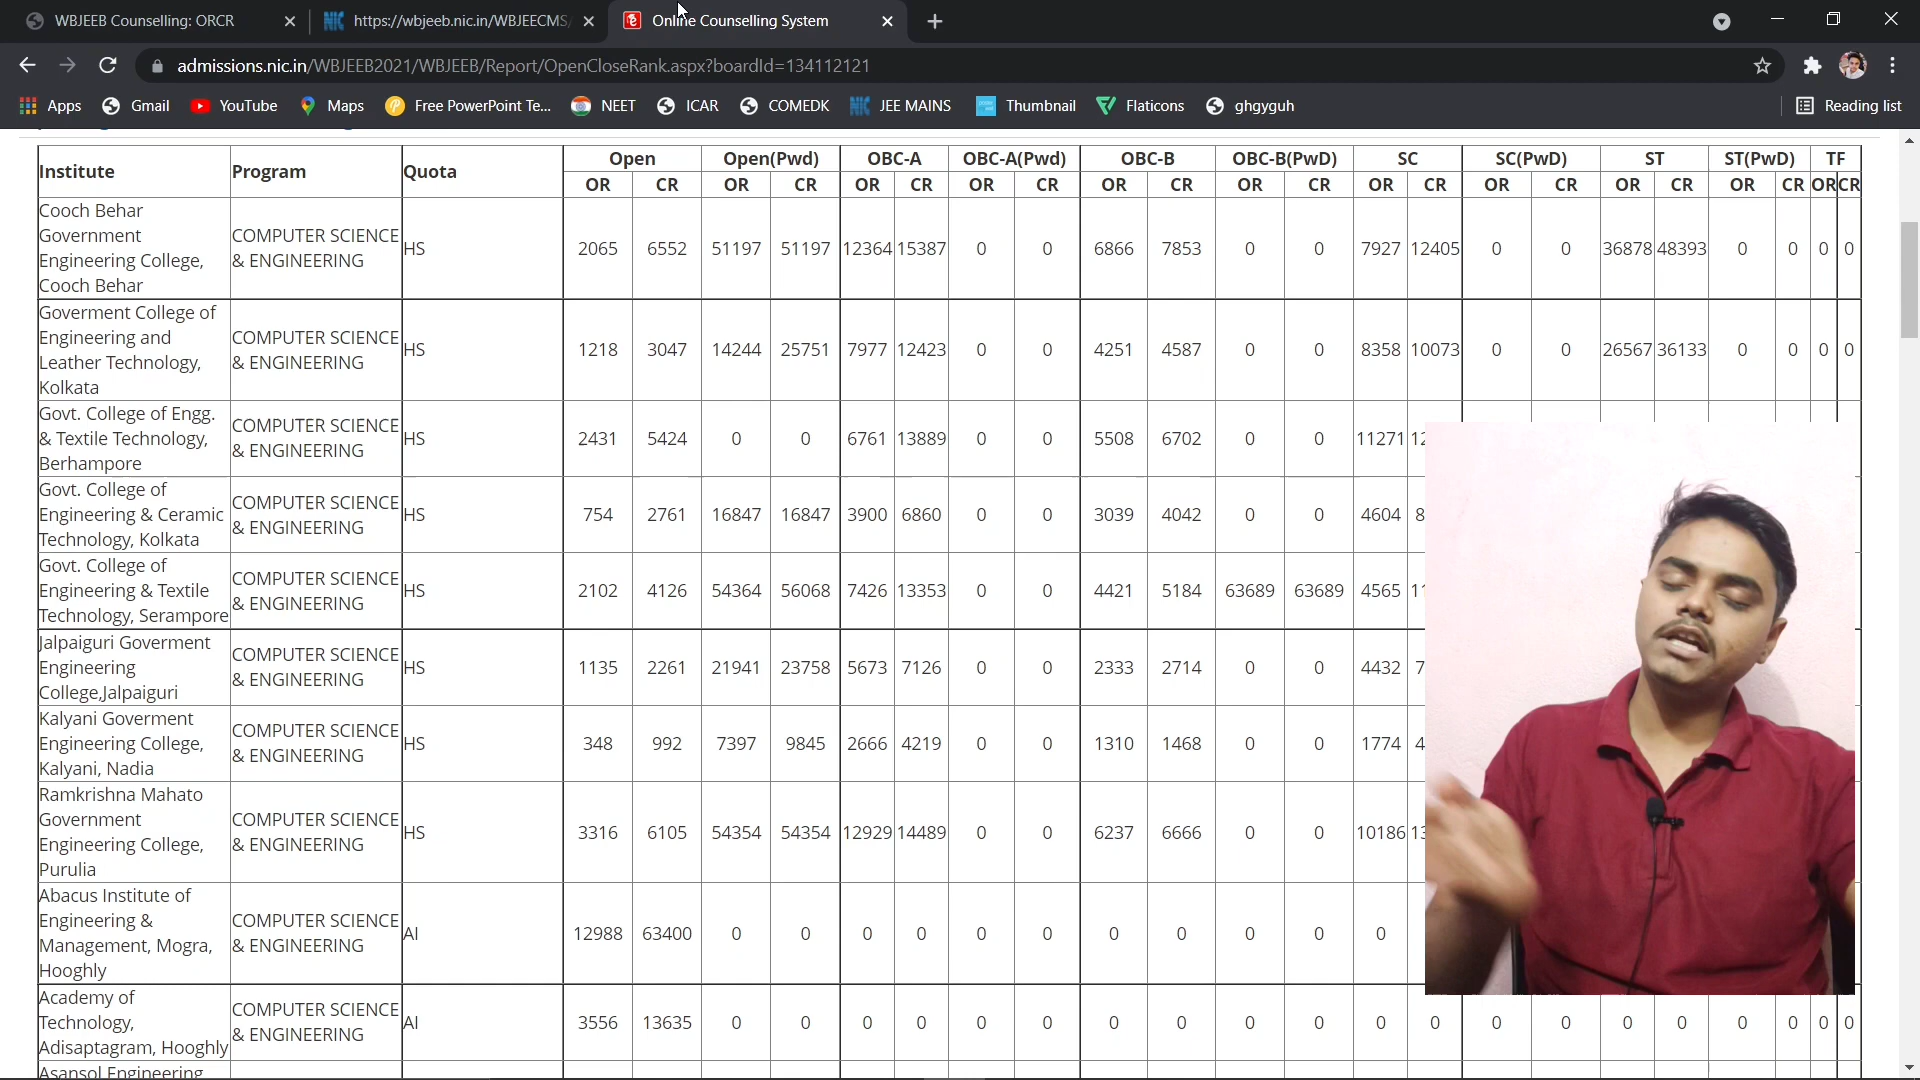 WBJEEB Counselling: ORCR
https://wbjeeb.nic.in/WBJEECMS/
Online Counselling System
admissions.nic.in/WBJEEB2021/WBJEEB/Report/OpenCloseRank.aspx?boardId=134112121
Apps Gmail YouTube Maps Free PowerPoint Te... NEET ICAR COMEDK JEE MAINS Thumbnail Flaticons ghgyguh Reading list
Institute Program Quota Open Open(Pwd) OBC-A OBC-A(Pwd) OBC-B OBC-B(PwD) SC SC(PwD) ST ST(PwD) TF
OR CR OR CR OR CR OR CR OR CR OR CR OR CR OR CR OR CR OR CR OR CR
Cooch Behar
Government
Engineering College,
Cooch Behar
COMPUTER SCIENCE
& ENGINEERING
HS 2065 6552 51197 51197 12364 15387 0 0 6866 7853 0 0 7927 12405 0 0 36878 48393 0 0 0 0
Goverment College of
Engineering and
Leather Technology,
Kolkata
COMPUTER SCIENCE
& ENGINEERING
HS 1218 3047 14244 25751 7977 12423 0 0 4251 4587 0 0 8358 10073 0 0 26567 36133 0 0 0 0
Govt. College of Engg.
& Textile Technology,
Berhampore
COMPUTER SCIENCE
& ENGINEERING
HS 2431 5424 0 0 6761 13889 0 0 5508 6702 0 0 11271
Govt. College of
Engineering & Ceramic
Technology, Kolkata
COMPUTER SCIENCE
& ENGINEERING
HS 754 2761 16847 16847 3900 6860 0 0 3039 4042 0 0 4604
Govt. College of
Engineering & Textile
Technology, Serampore
COMPUTER SCIENCE
& ENGINEERING
HS 2102 4126 54364 56068 7426 13353 0 0 4421 5184 63689 63689 4565
Jalpaiguri Goverment
Engineering
College,Jalpaiguri
COMPUTER SCIENCE
& ENGINEERING
HS 1135 2261 21941 23758 5673 7126 0 0 2333 2714 0 0 4432
Kalyani Goverment
Engineering College,
Kalyani, Nadia
COMPUTER SCIENCE
& ENGINEERING
HS 348 992 7397 9845 2666 4219 0 0 1310 1468 0 0 1774
Ramkrishna Mahato
Government
Engineering College,
Purulia
COMPUTER SCIENCE
& ENGINEERING
HS 3316 6105 54354 54354 12929 14489 0 0 6237 6666 0 0 10186
Abacus Institute of
Engineering &
Management, Mogra,
Hooghly
COMPUTER SCIENCE
& ENGINEERING
AI 12988 63400 0 0 0 0 0 0 0 0 0 0 0
Academy of
Technology,
Adisaptagram, Hooghly
COMPUTER SCIENCE
& ENGINEERING
AI 3556 13635 0 0 0 0 0 0 0 0 0 0 0 0 0 0 0 0 0 0 0 0
Asansol Engineering